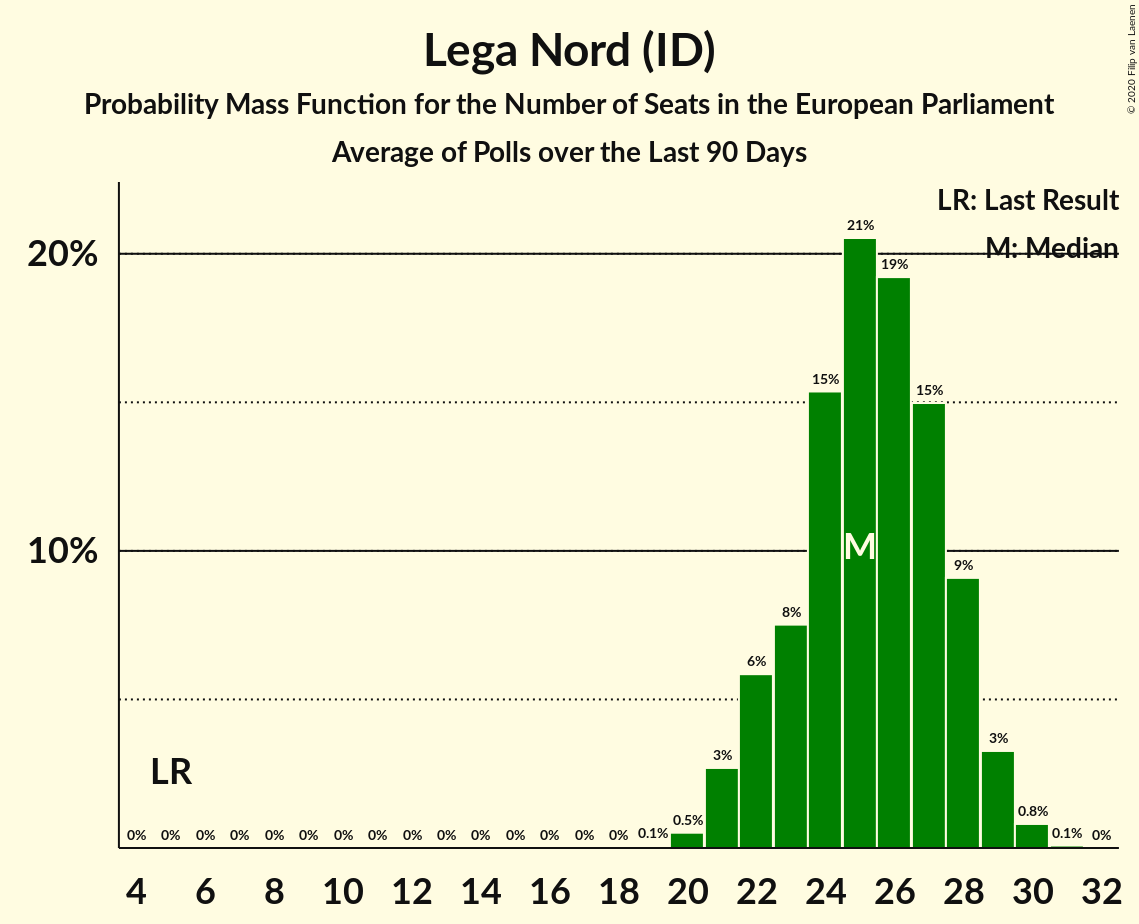 Lega Nord (ID)
Probability Mass Function for the Number of Seats in the European Parliament
Average of Polls over the Last 90 Days
© 2020 Filip van Laenen
LR: Last Result
M: Median
20%
10%
21%
19%
15%
15%
M
9%
8%
6%
3%
3%
LR
0% 0% 0% 0% 0% 0% 0% 0% 0% 0% 0% 0% 0% 0% 0% 0.1% 0.5% 0.8% 0.1% 0%
4 6 8 10 12 14 16 18 20 22 24 26 28 30 32